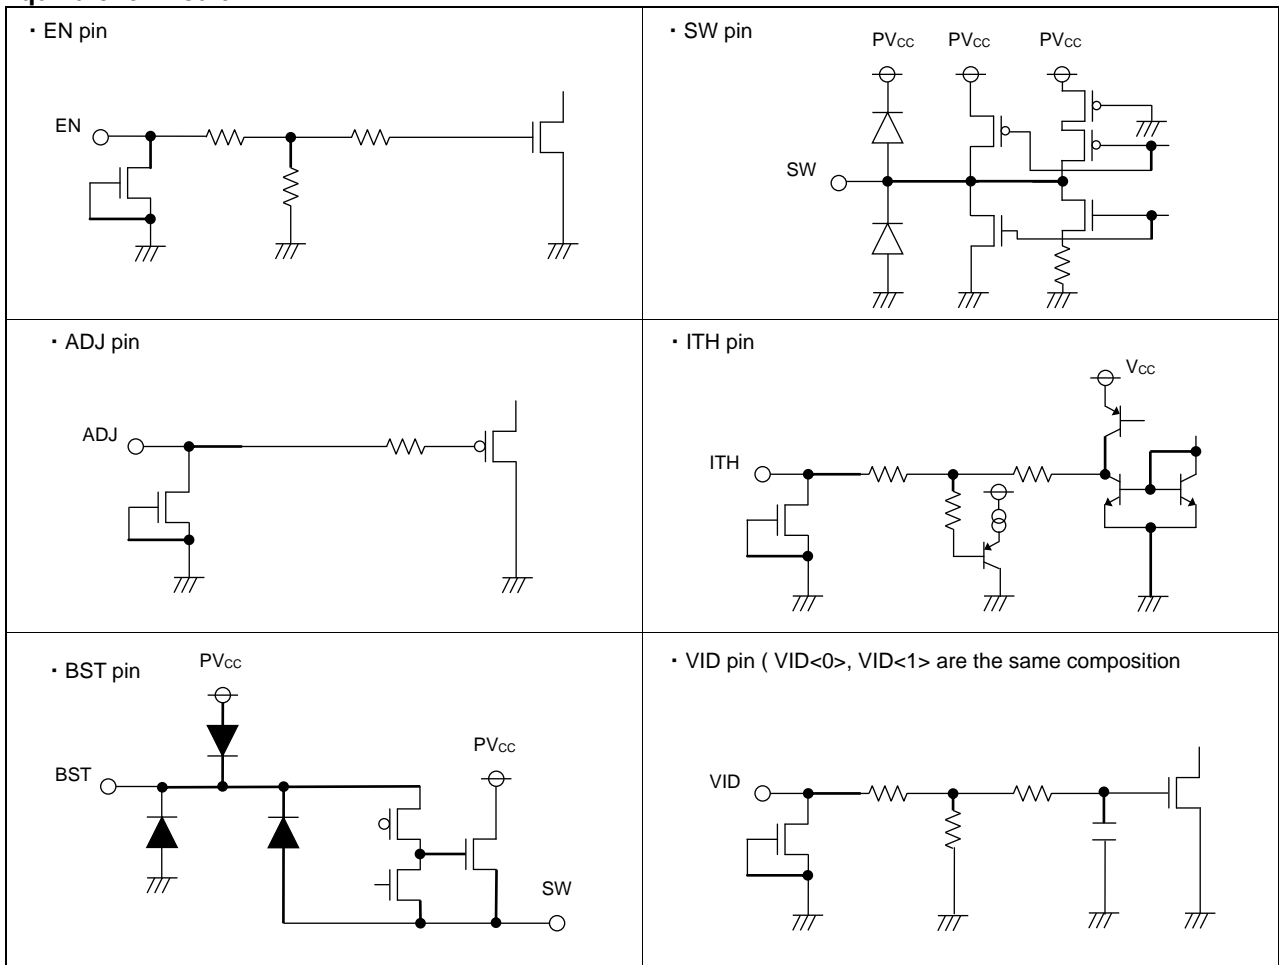 ・EN pin
EN
・SW pin
PVCC PVCC PVCC
SW
・ADJ pin
ADJ
・ITH pin
VCC
ITH
・BST pin
PVCC
PVCC
BST
SW
・VID pin ( VID<0>, VID<1> are the same composition
VID